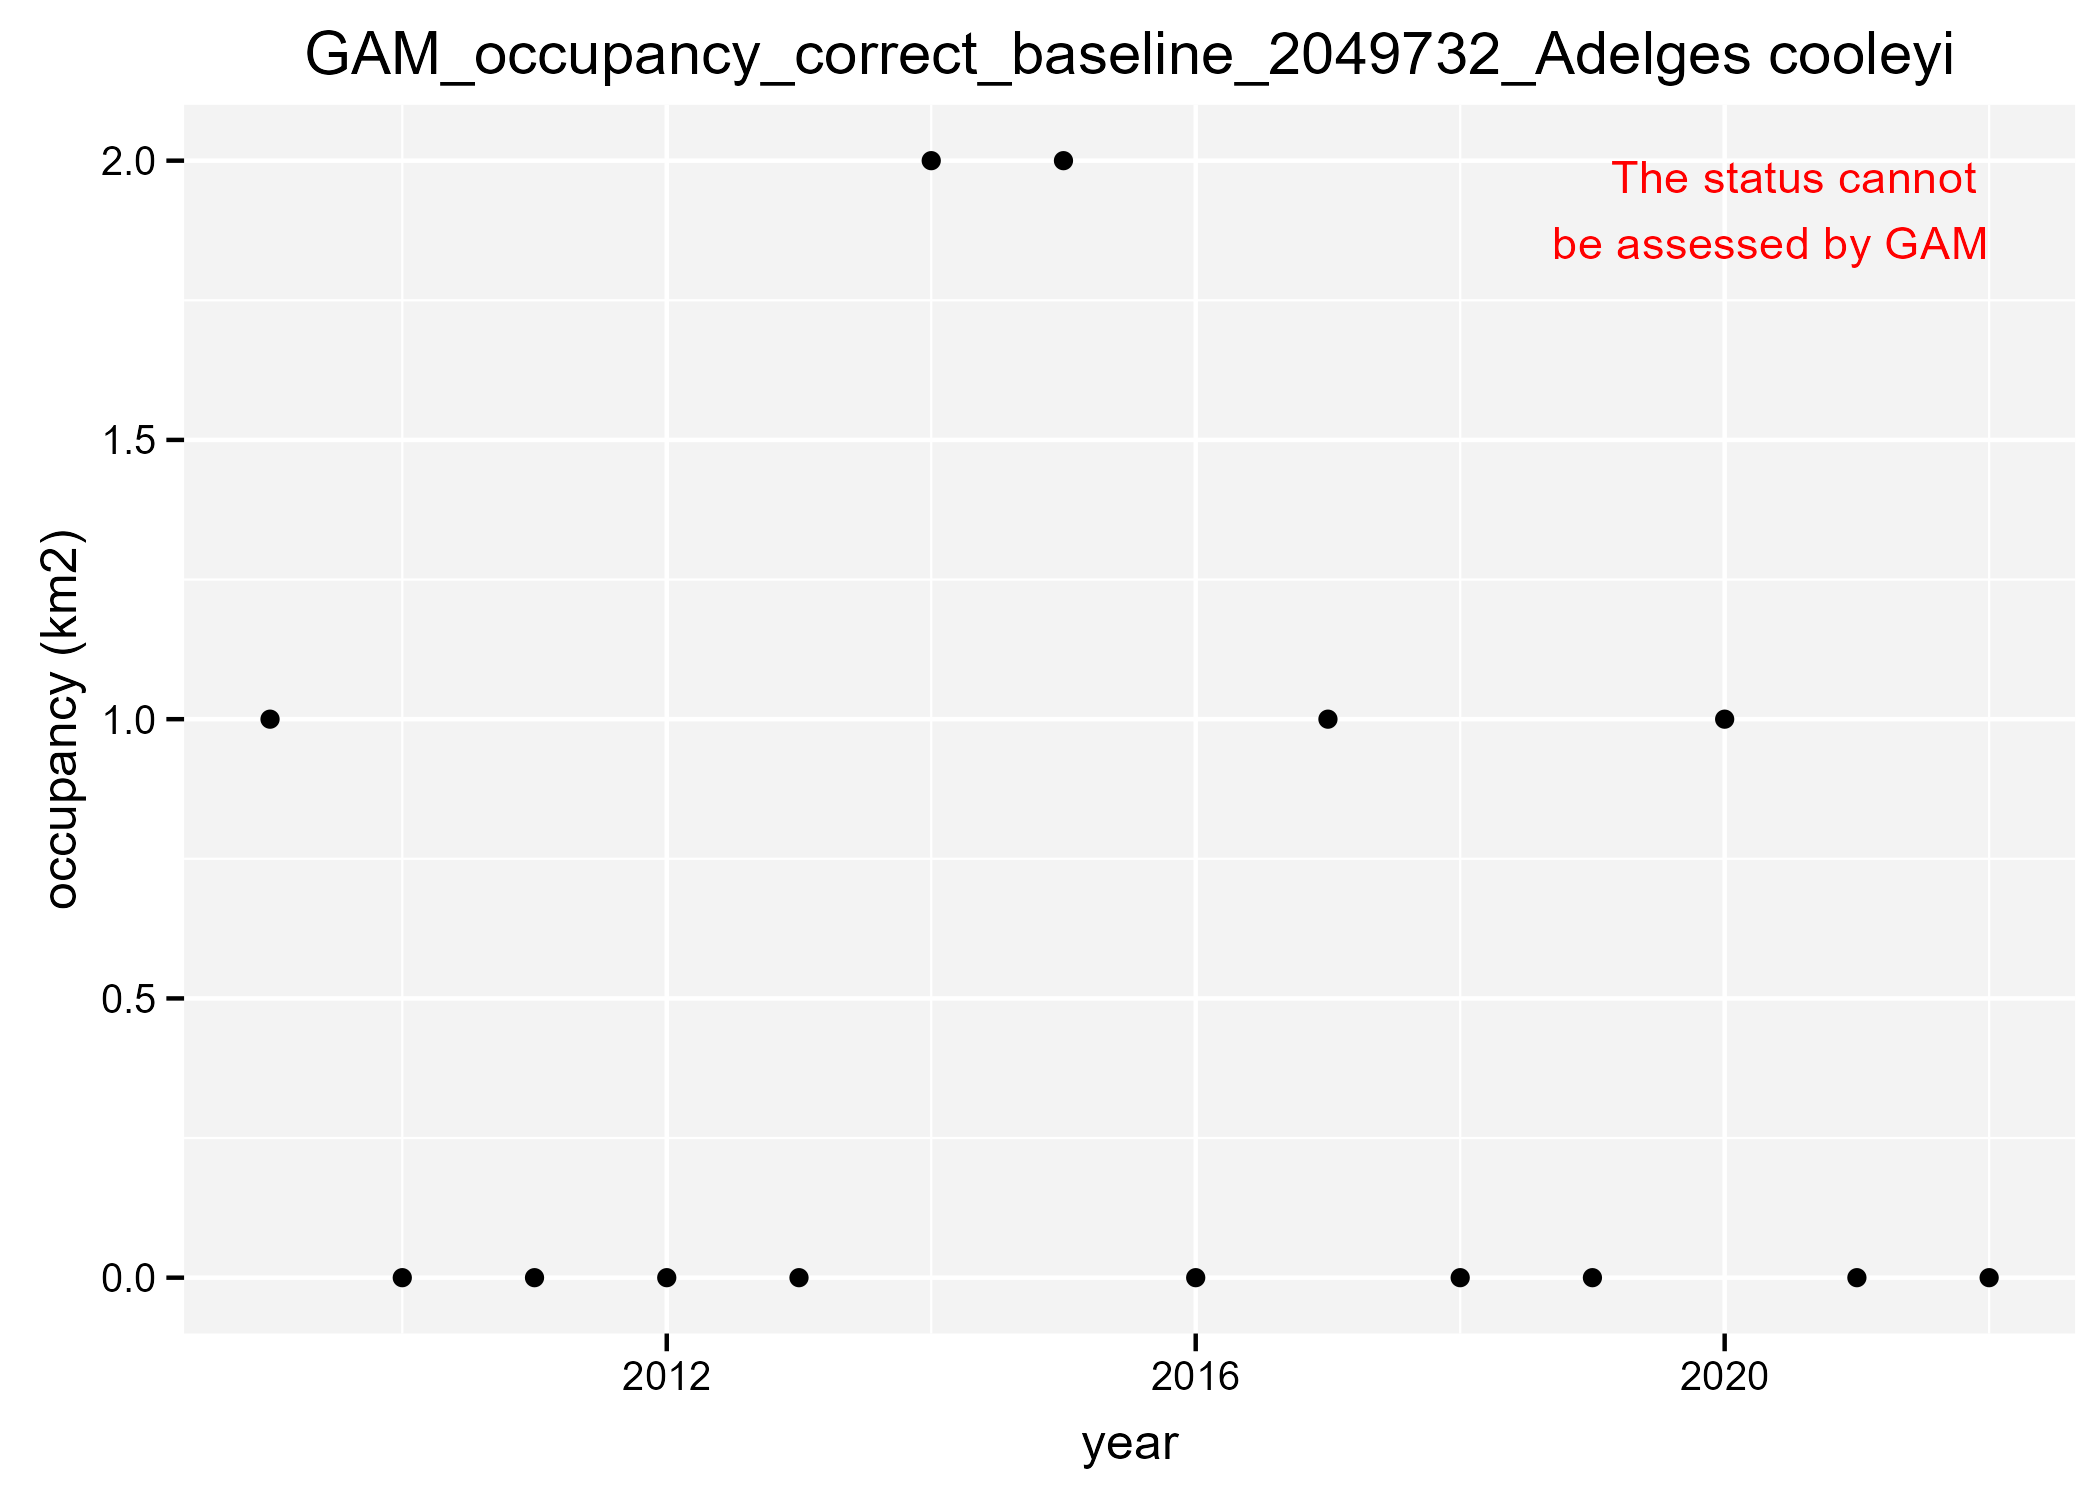 GAM_occupancy_correct_baseline_2049732_Adelges cooleyi
The status cannot
be assessed by GAM
2.0
1.5
1.0
0.5
0.0
occupancy (km2)
2012
2016
2020
year